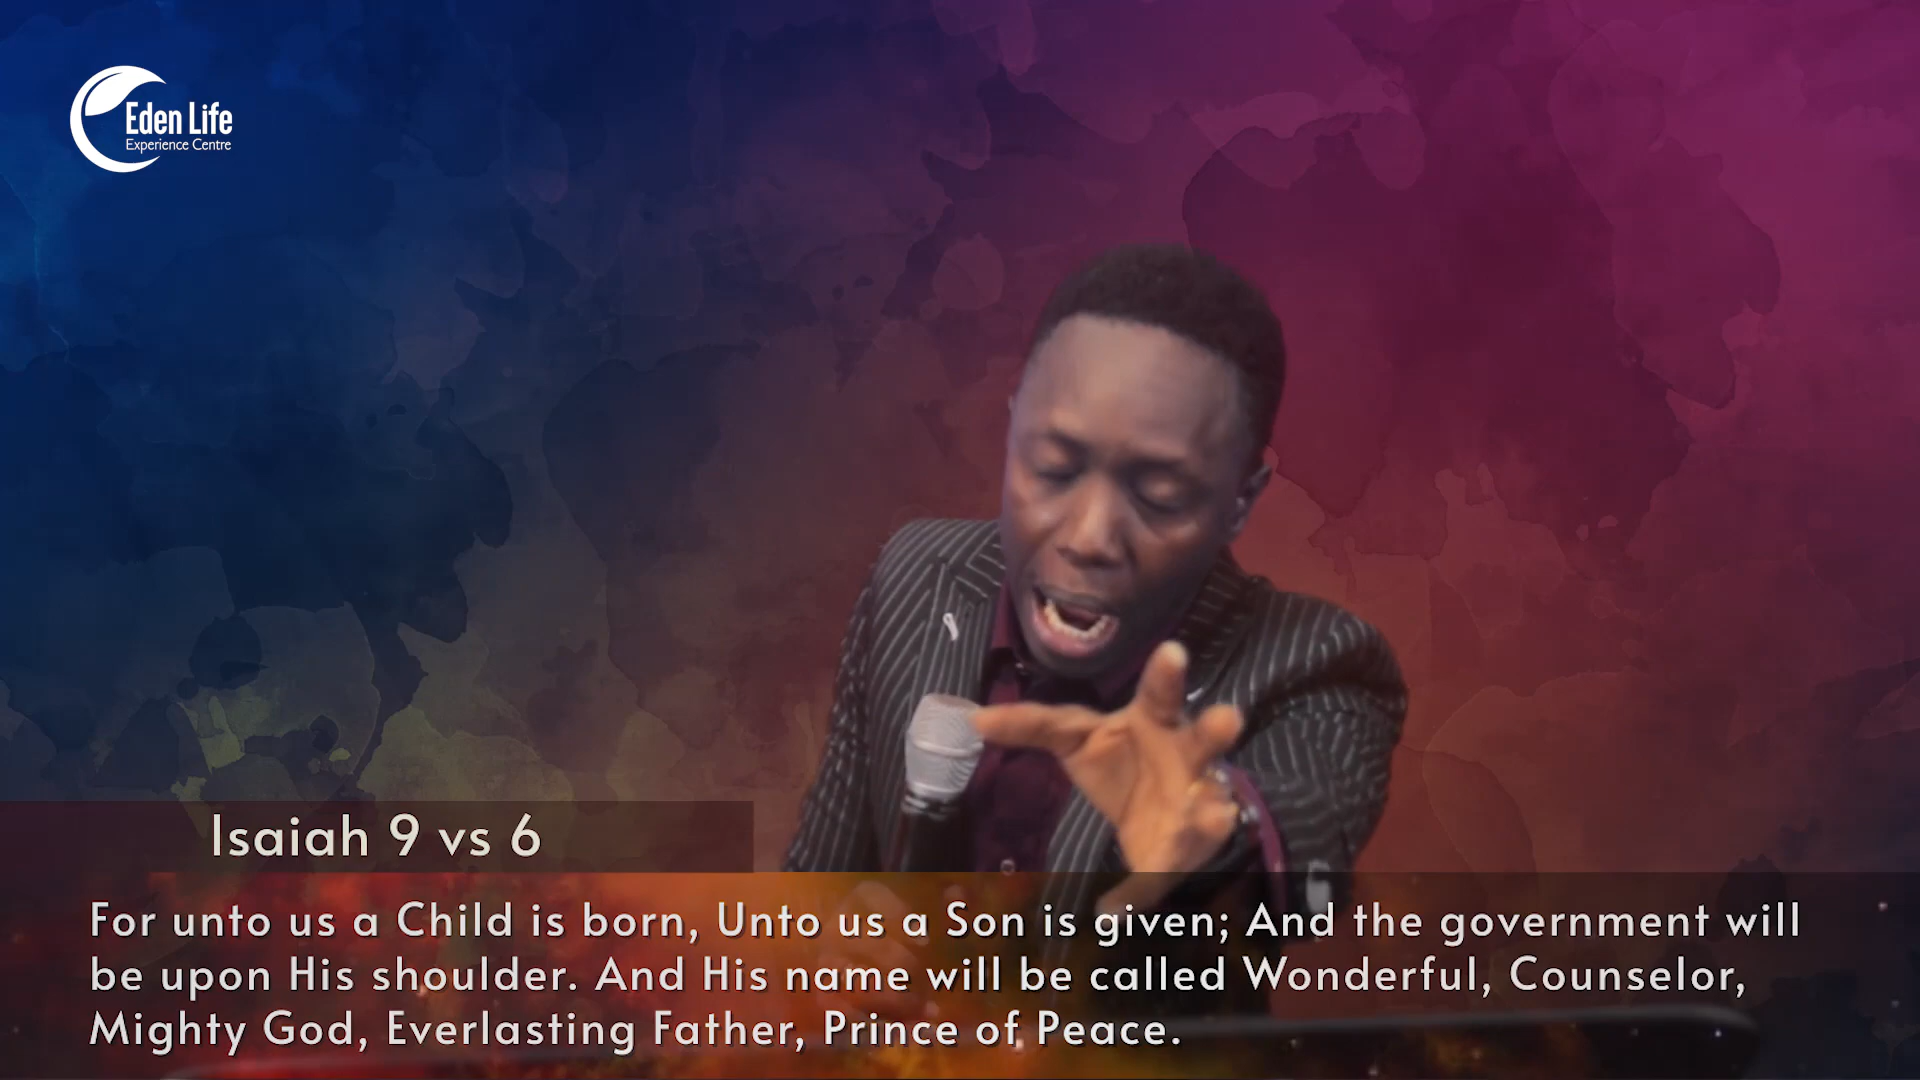 Eden Life
Experience Centre
Isaiah 9 vs 6
For unto us a Child is born, Unto us a Son is given; And the government will
be upon His shoulder. And His name will be called Wonderful, Counselor,
Mighty God, Everlasting Father, Prince of Peace.